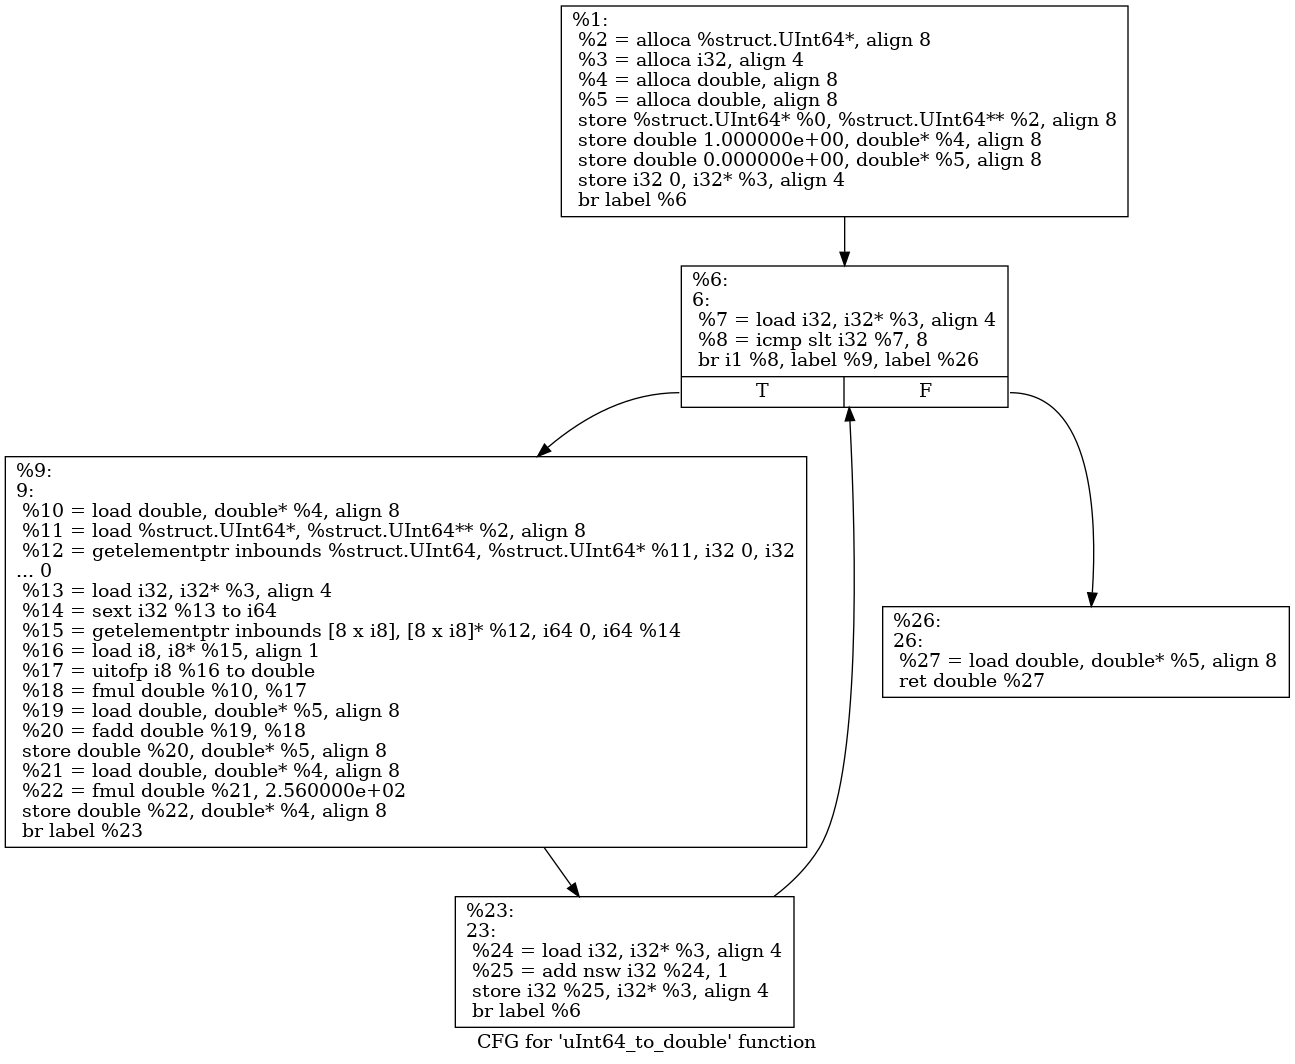 %1:
%2 = alloca %struct.UInt64*, align 8
%3 = alloca i32, align 4
%4 = alloca double, align 8
%5 = alloca double, align 8
store %struct.UInt64* %0, %struct.UInt64** %2, align 8
store double 1.000000e+00, double* %4, align 8
store double 0.000000e+00, double* %5, align 8
store i32 0, i32* %3, align 4
br label %6
%6:
6:
%7 = load i32, i32* %3, align 4
%8 = icmp slt i32 %7, 8
br i1 %8, label %9, label %26
T F
%9:
9:
%10 = load double, double* %4, align 8
%11 = load %struct.UInt64*, %struct.UInt64** %2, align 8
%12 = getelementptr inbounds %struct.UInt64, %struct.UInt64* %11, i32 0, i32
... 0
%13 = load i32, i32* %3, align 4
%14 = sext i32 %13 to i64
%15 = getelementptr inbounds [8 x i8], [8 x i8]* %12, i64 0, i64 %14
%16 = load i8, i8* %15, align 1
%17 = uitofp i8 %16 to double
%18 = fmul double %10, %17
%19 = load double, double* %5, align 8
%20 = fadd double %19, %18
store double %20, double* %5, align 8
%21 = load double, double* %4, align 8
%22 = fmul double %21, 2.560000e+02
store double %22, double* %4, align 8
br label %23
%26:
26:
%27 = load double, double* %5, align 8
ret double %27
%23:
23:
%24 = load i32, i32* %3, align 4
%25 = add nsw i32 %24, 1
store i32 %25, i32* %3, align 4
br label %6
CFG for 'uInt64_to_double' function